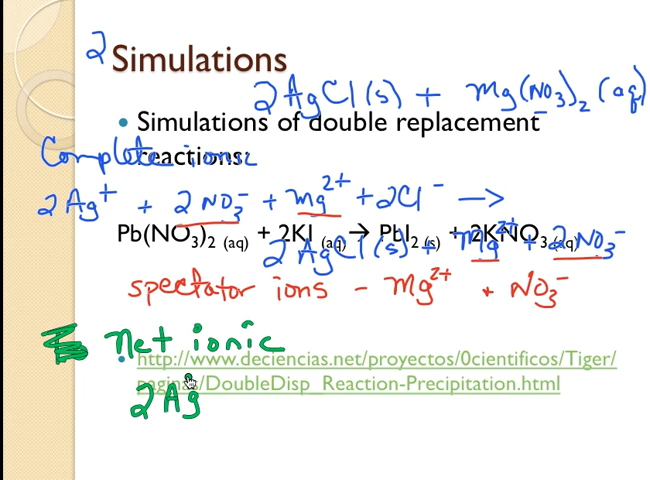 2
Simulations
2AgCl(s) + Mg(NO3)2 (aq)
• Simulations of double replacement
reactions:
Complete ionic
2Ag+ + 2NO3- + Mg2+ + 2Cl- →
Pb(NO3)2 (aq) + 2KI (aq) → PbI2 (s) + 2KNO3 (aq)
2AgCl(s) + Mg2+ + 2NO3-
spectator ions - Mg2+ + NO3-
net ionic
• http://www.deciencias.net/proyectos/0cientificos/Tiger/
paginas/DoubleDisp_Reaction-Precipitation.html
2Ag